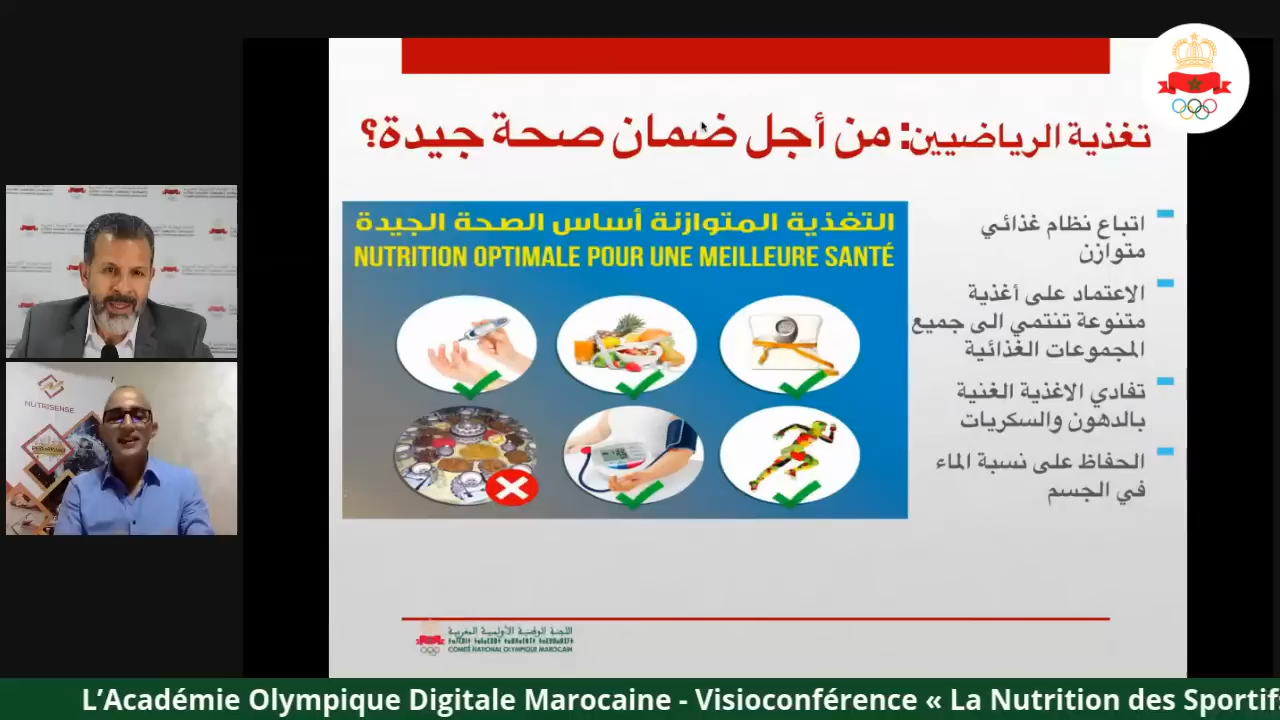 تغذية الرياضيين: من أجل ضمان صحة جيدة؟
التغذية المتوازنة أساس الصحة الجيدة
NUTRITION OPTIMALE POUR UNE MEILLEURE SANTÉ
اتباع نظام غذائي
متوازن
الاعتماد على أغذية
متنوعة تنتمي الى جميع
المجموعات الغذائية
تفادي الاغذية الغنية
بالدهون والسكريات
الحفاظ على نسبة الماء
في الجسم
NUTRISENSE
اللجنة الوطنية الأولمبية المغربية
COMITÉ NATIONAL OLYMPIQUE MAROCAIN
L’Académie Olympique Digitale Marocaine - Visioconférence « La Nutrition des Sportifs